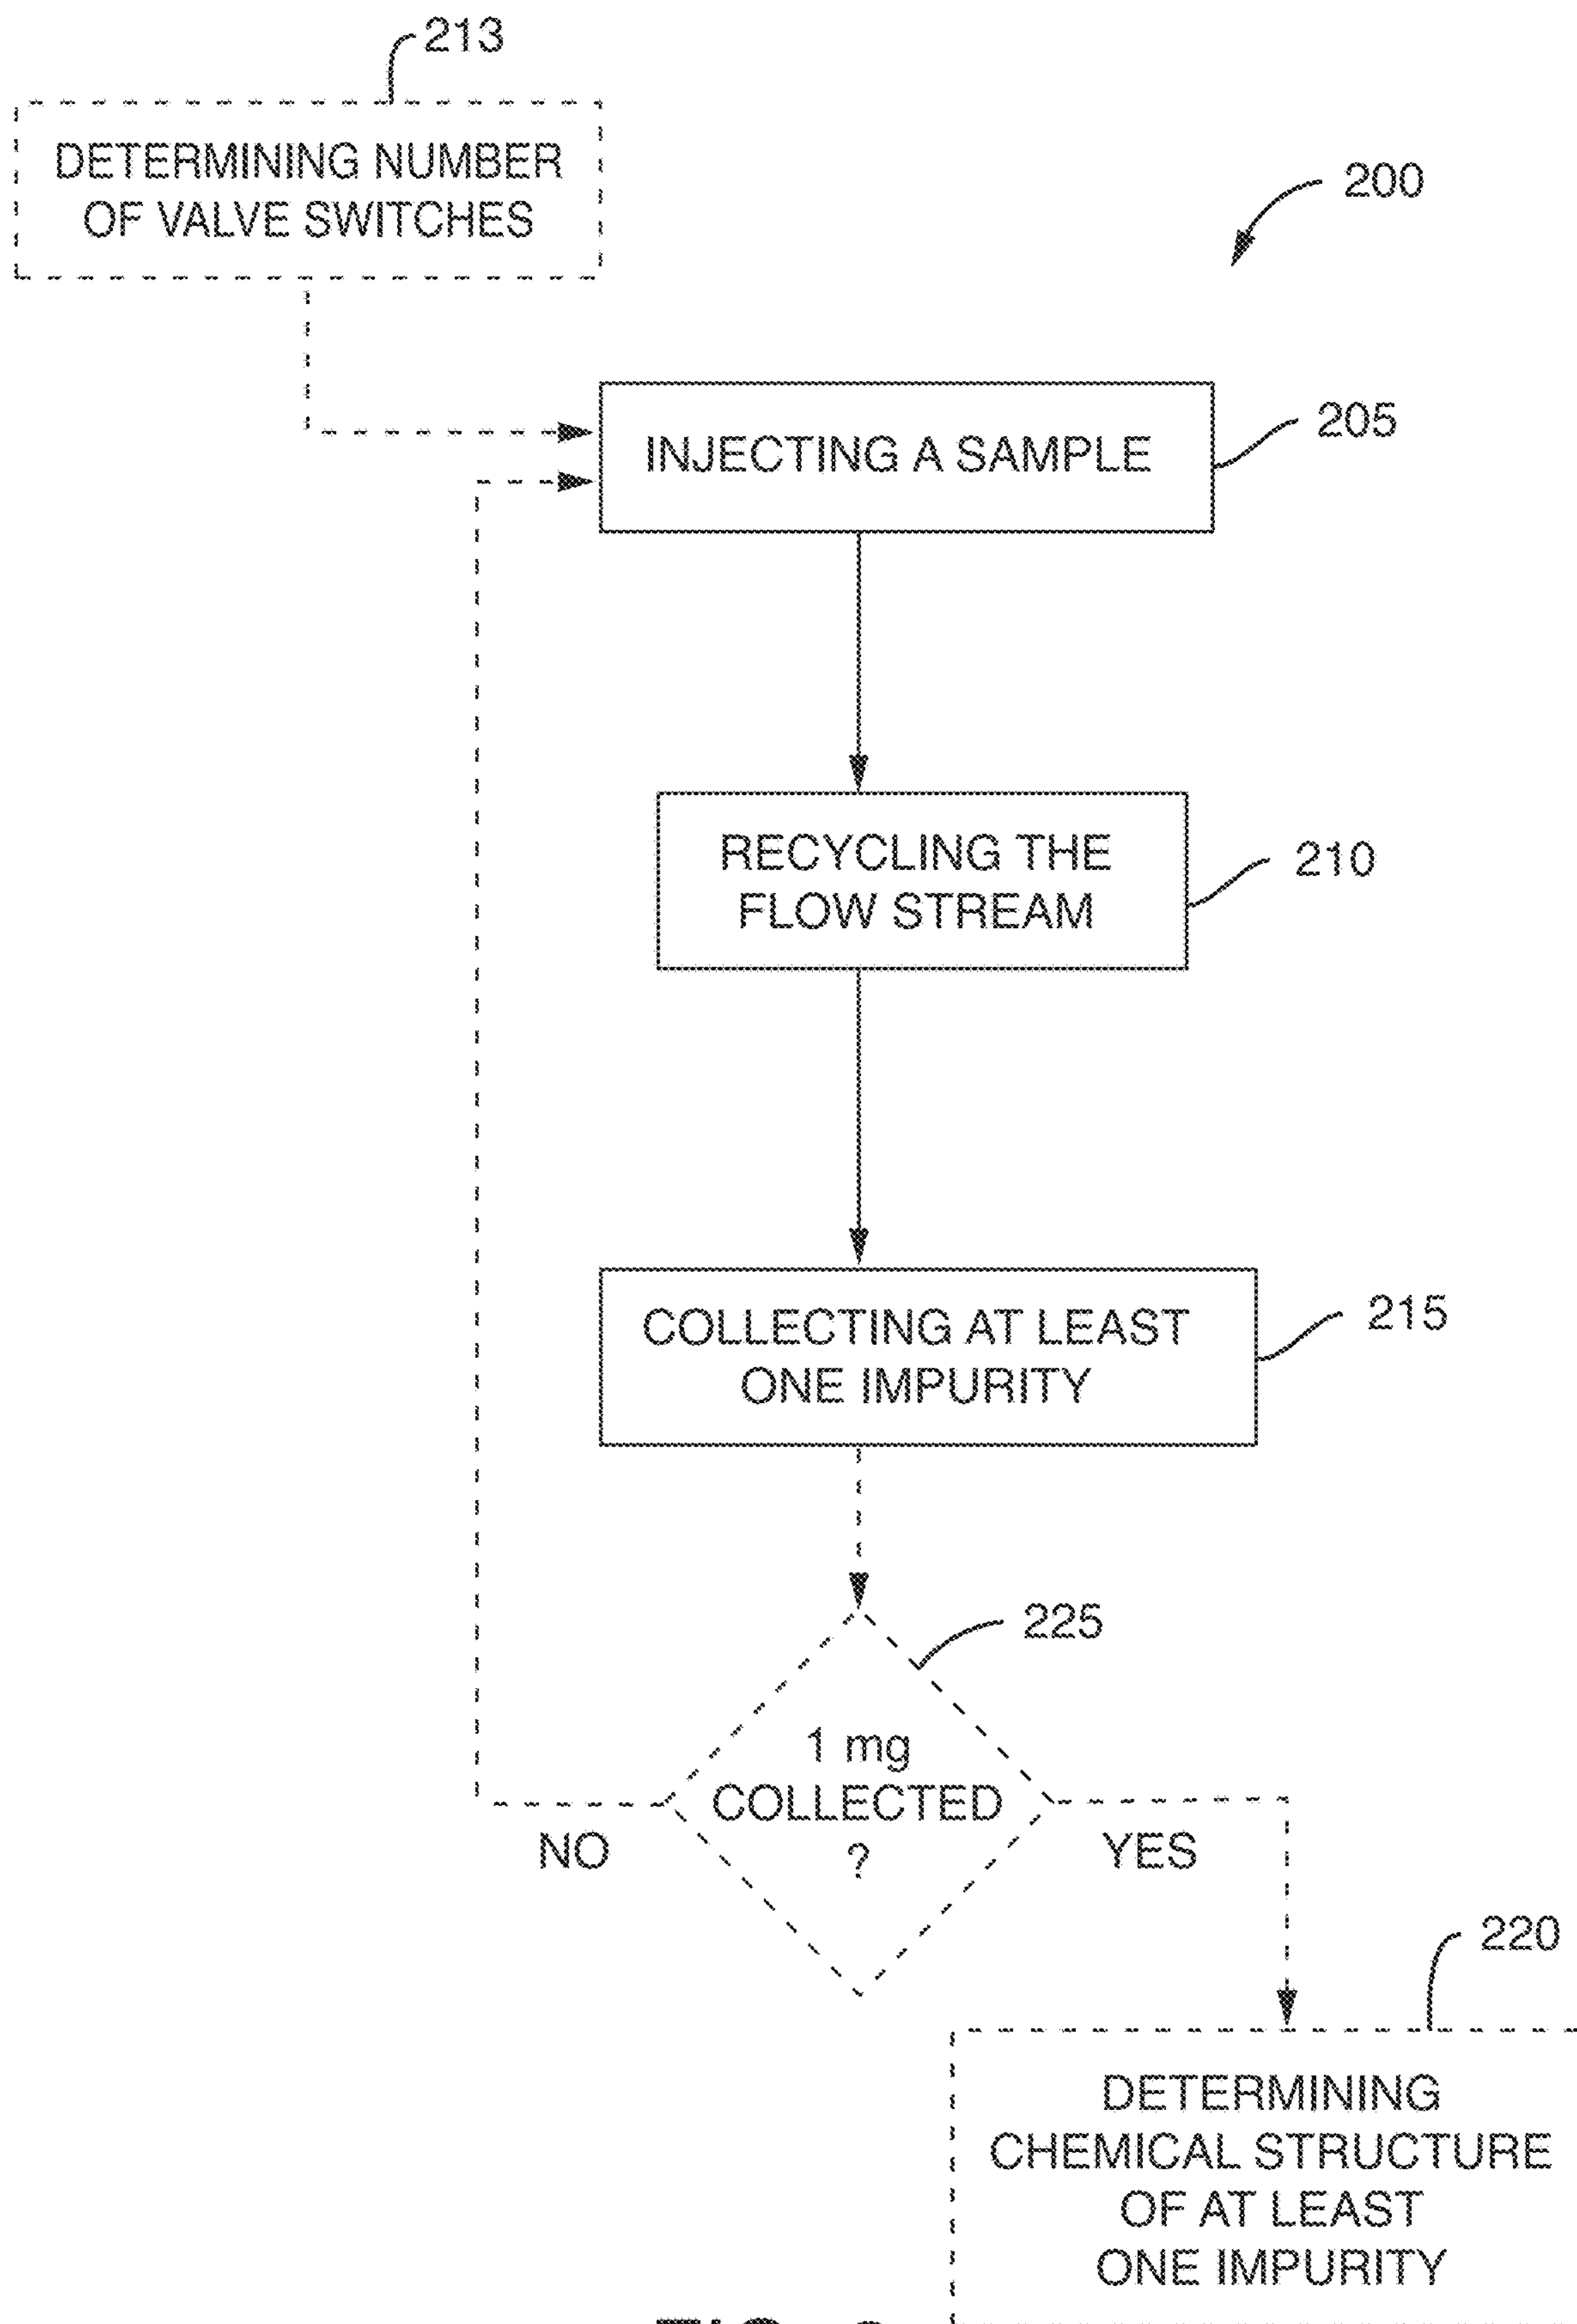 213
DETERMINING NUMBER
OF VALVE SWITCHES
200
INJECTING A SAMPLE
205
RECYCLING THE
FLOW STREAM
210
COLLECTING AT LEAST
ONE IMPURITY
215
225
1 mg
COLLECTED
?
NO
YES
220
DETERMINING
CHEMICAL STRUCTURE
OF AT LEAST
ONE IMPURITY